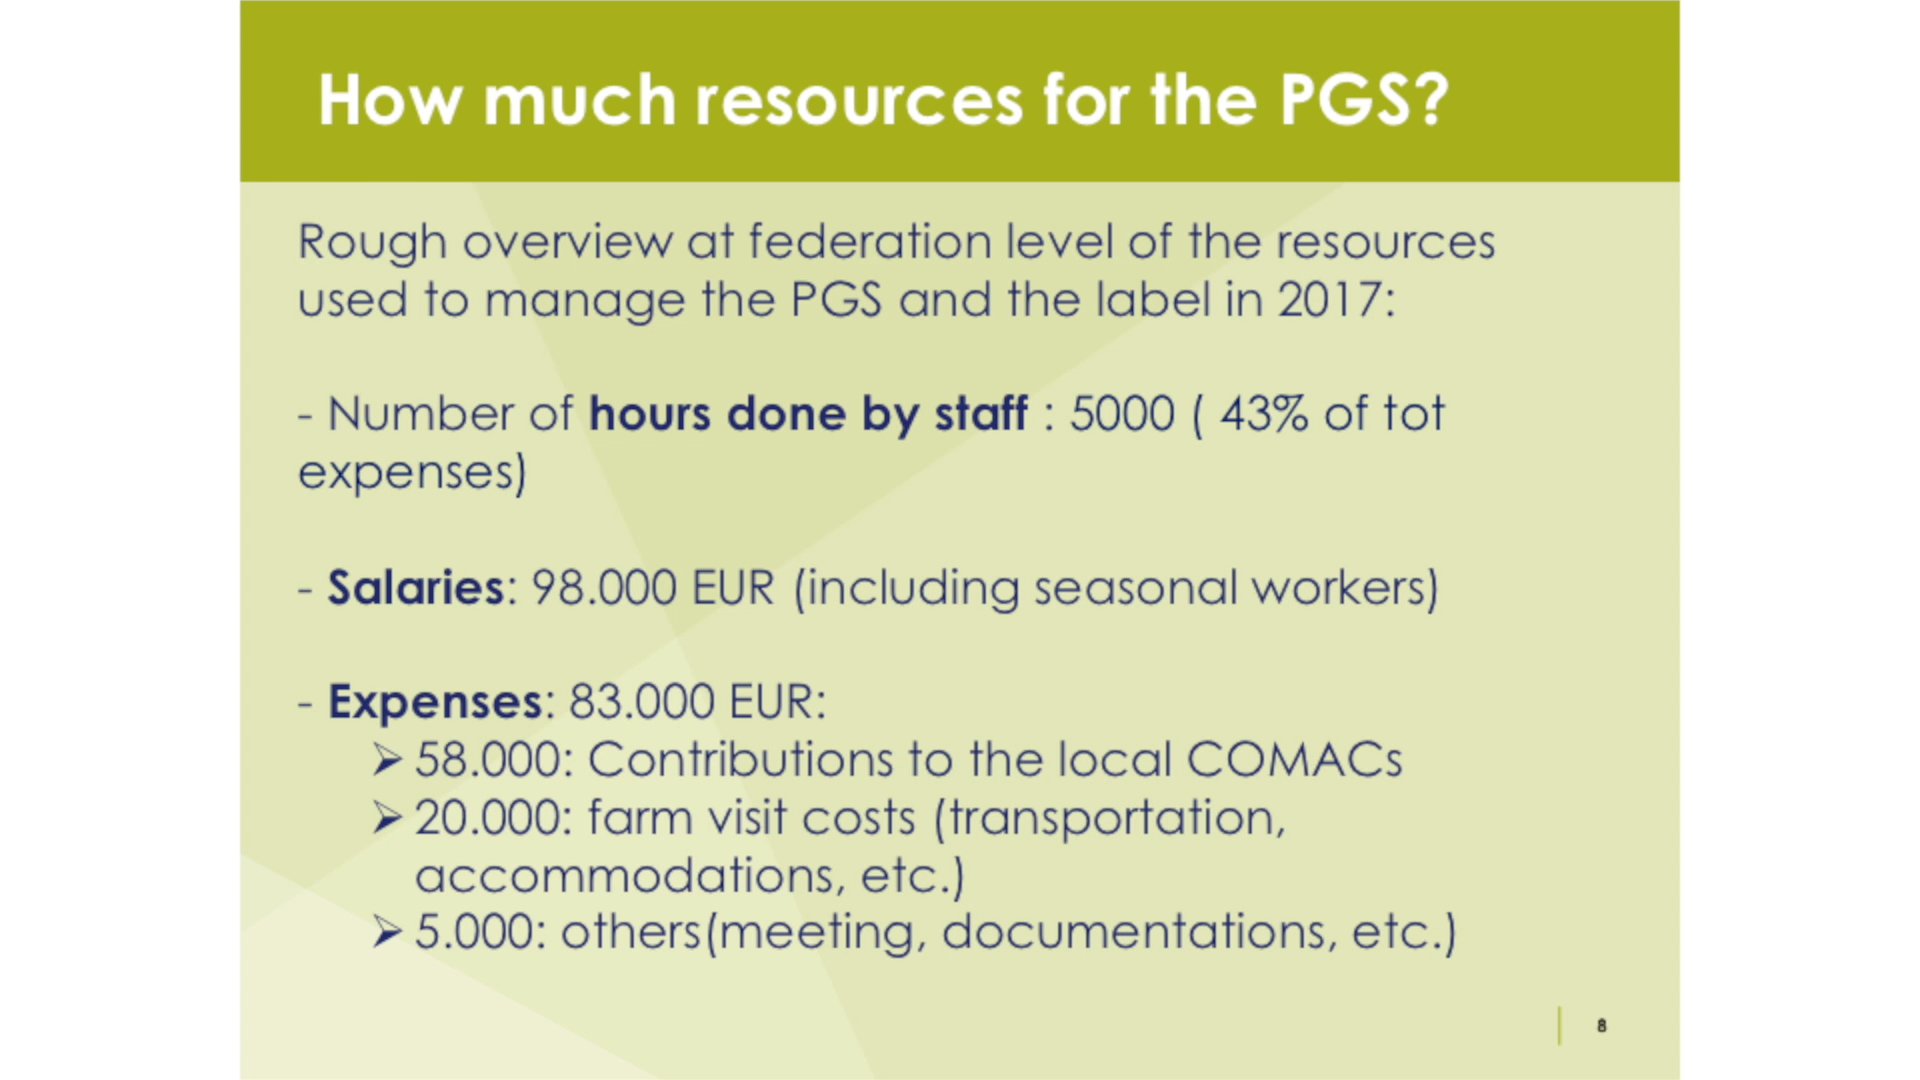 How much resources for the PGS?
Rough overview at federation level of the resources
used to manage the PGS and the label in 2017:
- Number of hours done by staff : 5000 ( 43% of tot
expenses)
- Salaries: 98.000 EUR (including seasonal workers)
- Expenses: 83.000 EUR:
➢ 58.000: Contributions to the local COMACs
➢ 20.000: farm visit costs (transportation,
accommodations, etc.)
➢ 5.000: others(meeting, documentations, etc.)
8